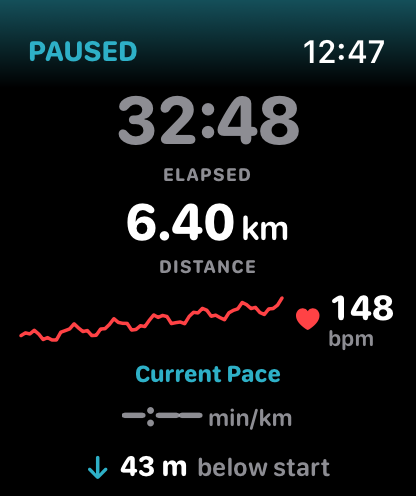 PAUSED 12:47
32:48
ELAPSED
6.40 km
DISTANCE
148
bpm
Current Pace
–:–– min/km
↓ 43 m below start